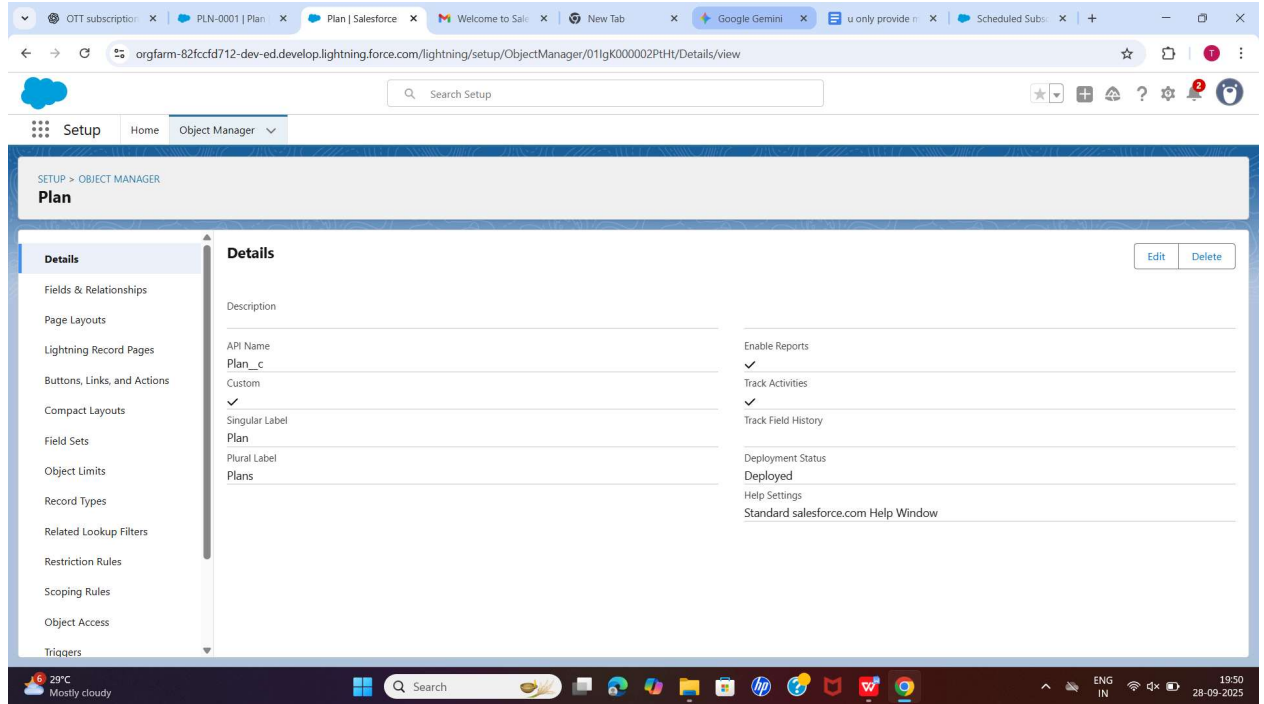 OTT subscription
PLN-0001 | Plan
Plan | Salesforce
Welcome to Sale
New Tab
Google Gemini
u only provide m
Scheduled Subs
orgfarm-82fccfd712-dev-ed.develop.lightning.force.com/lightning/setup/ObjectManager/01IgK000002PtHt/Details/view
T
Search Setup
2
Setup
Home
Object Manager
SETUP > OBJECT MANAGER
Plan
Details
Fields & Relationships
Page Layouts
Lightning Record Pages
Buttons, Links, and Actions
Compact Layouts
Field Sets
Object Limits
Record Types
Related Lookup Filters
Restriction Rules
Scoping Rules
Object Access
Triggers
Details
Edit
Delete
Description
API Name
Plan__c
Custom
Singular Label
Plan
Plural Label
Plans
Enable Reports
Track Activities
Track Field History
Deployment Status
Deployed
Help Settings
Standard salesforce.com Help Window
6
29°C
Mostly cloudy
Search
hp
W
ENG
IN
19:50
28-09-2025